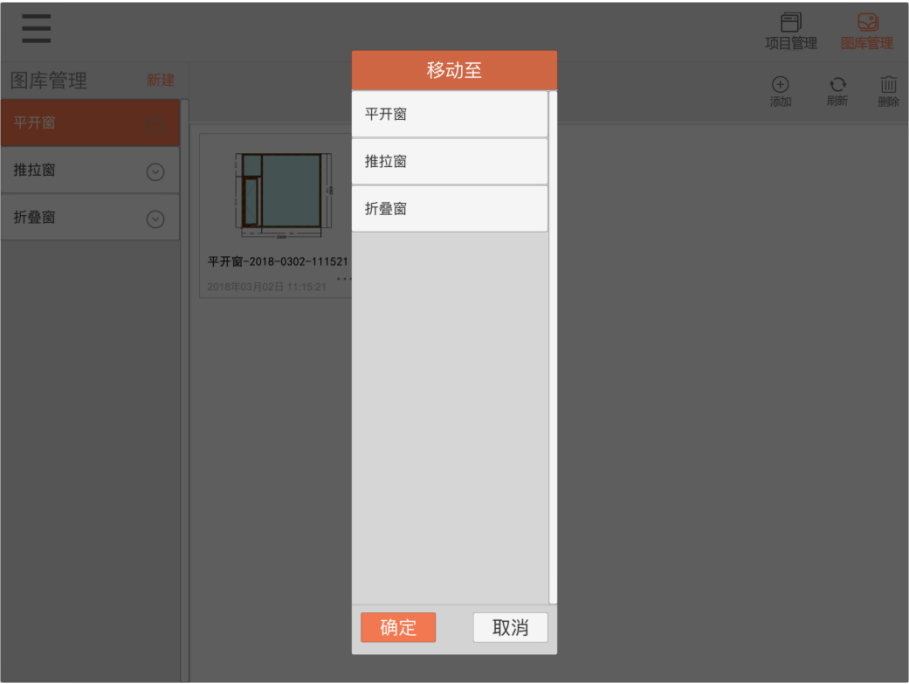 项目管理
图库管理
图库管理
新建
移动至
添加
刷新
删除
平开窗
推拉窗
折叠窗
平开窗
推拉窗
折叠窗
平开窗-2018-0302-111521
2018年03月02日 11:15:21
确定
取消